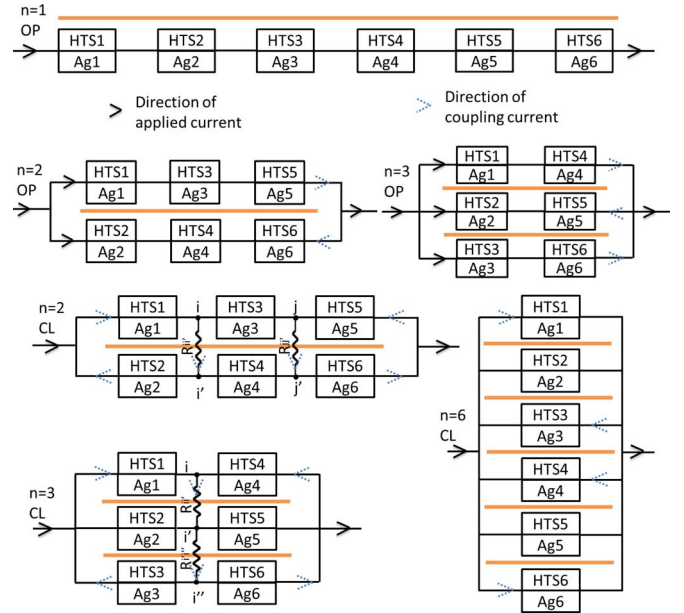 n=1
OP
HTS1 HTS2 HTS3 HTS4 HTS5 HTS6
Ag1 Ag2 Ag3 Ag4 Ag5 Ag6
Direction of
applied current
Direction of
coupling current
n=2
OP
HTS1 HTS3 HTS5
Ag1 Ag3 Ag5
HTS2 HTS4 HTS6
Ag2 Ag4 Ag6
n=3
OP
HTS1 HTS4
Ag1 Ag4
HTS2 HTS5
Ag2 Ag5
HTS3 HTS6
Ag3 Ag6
n=2
CL
i j
HTS1 HTS3 HTS5
Ag1 Ag3 Ag5
Rii' Rjj'
HTS2 HTS4 HTS6
Ag2 Ag4 Ag6
i' j'
n=3
CL
i
HTS1 HTS4
Ag1 Ag4
Rii'
i'
HTS2 HTS5
Ag2 Ag5
Ri'i''
HTS3 HTS6
Ag3 Ag6
i''
n=6
CL
HTS1
Ag1
HTS2
Ag2
HTS3
Ag3
HTS4
Ag4
HTS5
Ag5
HTS6
Ag6